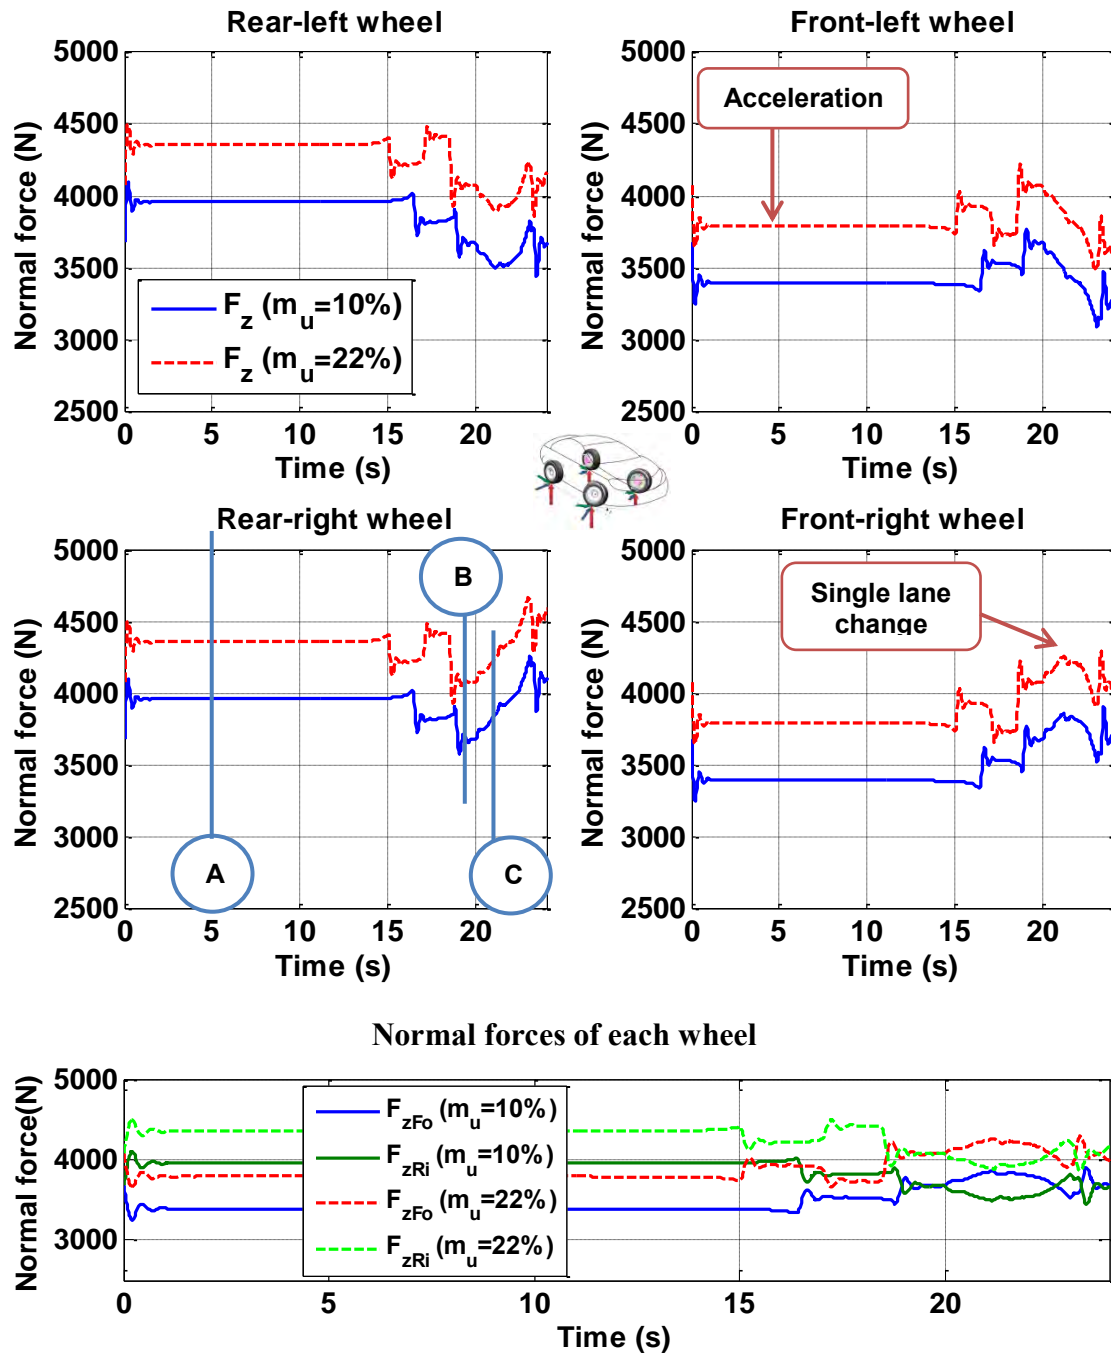 Rear-left wheel
Front-left wheel
5000
4500
4000
3500
3000
2500
Normal force (N)
F_z (m_u=10%)
F_z (m_u=22%)
0 5 10 15 20
Time (s)
5000
4500
4000
3500
3000
2500
Normal force (N)
Acceleration
0 5 10 15 20
Time (s)
Rear-right wheel
Front-right wheel
5000
4500
4000
3500
3000
2500
Normal force (N)
A
B
C
0 5 10 15 20
Time (s)
5000
4500
4000
3500
3000
2500
Normal force (N)
Single lane
change
0 5 10 15 20
Time (s)
Normal forces of each wheel
5000
4000
3000
Normal force(N)
F_zFo (m_u=10%)
F_zRi (m_u=10%)
F_zFo (m_u=22%)
F_zRi (m_u=22%)
0 5 10 15 20
Time (s)